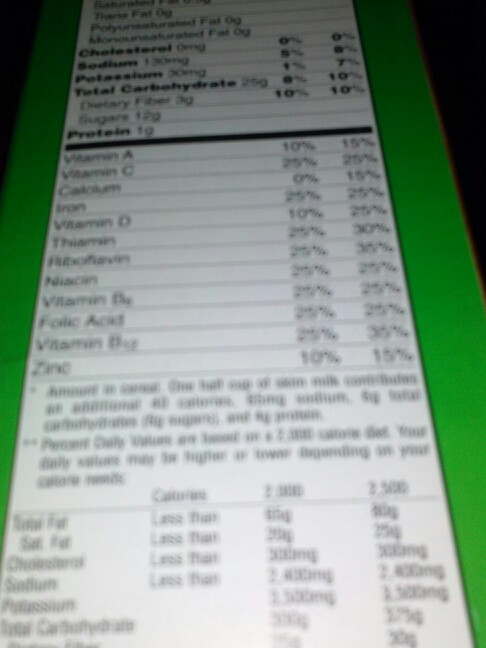 Saturated Fat 0.5g
Trans Fat 0g
Polyunsaturated Fat 0g
Monounsaturated Fat 0g
Cholesterol 0mg 0% 0%
Sodium 130mg 5% 8%
Potassium 30mg 1% 7%
Total Carbohydrate 25g 8% 10%
Dietary Fiber 3g 10% 10%
Sugars 12g
Protein 1g
Vitamin A 10% 15%
Vitamin C 25% 25%
Calcium 0% 15%
Iron 25% 25%
Vitamin D 10% 25%
Thiamin 25% 30%
Riboflavin 25% 35%
Niacin 25% 25%
Vitamin B6 25% 25%
Folic Acid 25% 25%
Vitamin B12 25% 35%
Zinc 10% 15%
* Amount in cereal. One half cup of skim milk contributes
an additional 40 calories, 65mg sodium, 6g total
carbohydrates (6g sugars), and 4g protein.
** Percent Daily Values are based on a 2,000 calorie diet. Your
daily values may be higher or lower depending on your
calorie needs:
Calories 2,000 2,500
Total Fat Less than 65g 80g
Sat. Fat Less than 20g 25g
Cholesterol Less than 300mg 300mg
Sodium Less than 2,400mg 2,400mg
Potassium 3,500mg 3,500mg
Total Carbohydrate 300g 375g
Dietary Fiber 25g 30g